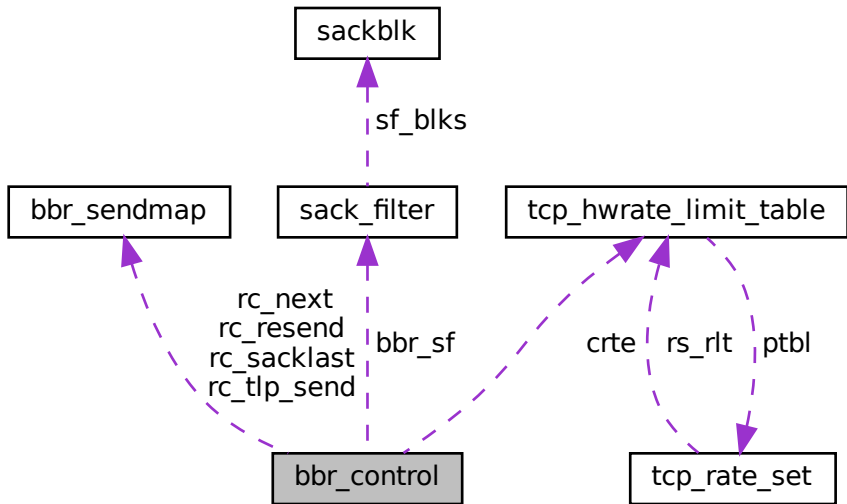 sackblk
sf_blks
bbr_sendmap
sack_filter
tcp_hwrate_limit_table
rc_next
rc_resend
rc_sacklast
rc_tlp_send
bbr_sf
crte
rs_rlt
ptbl
bbr_control
tcp_rate_set